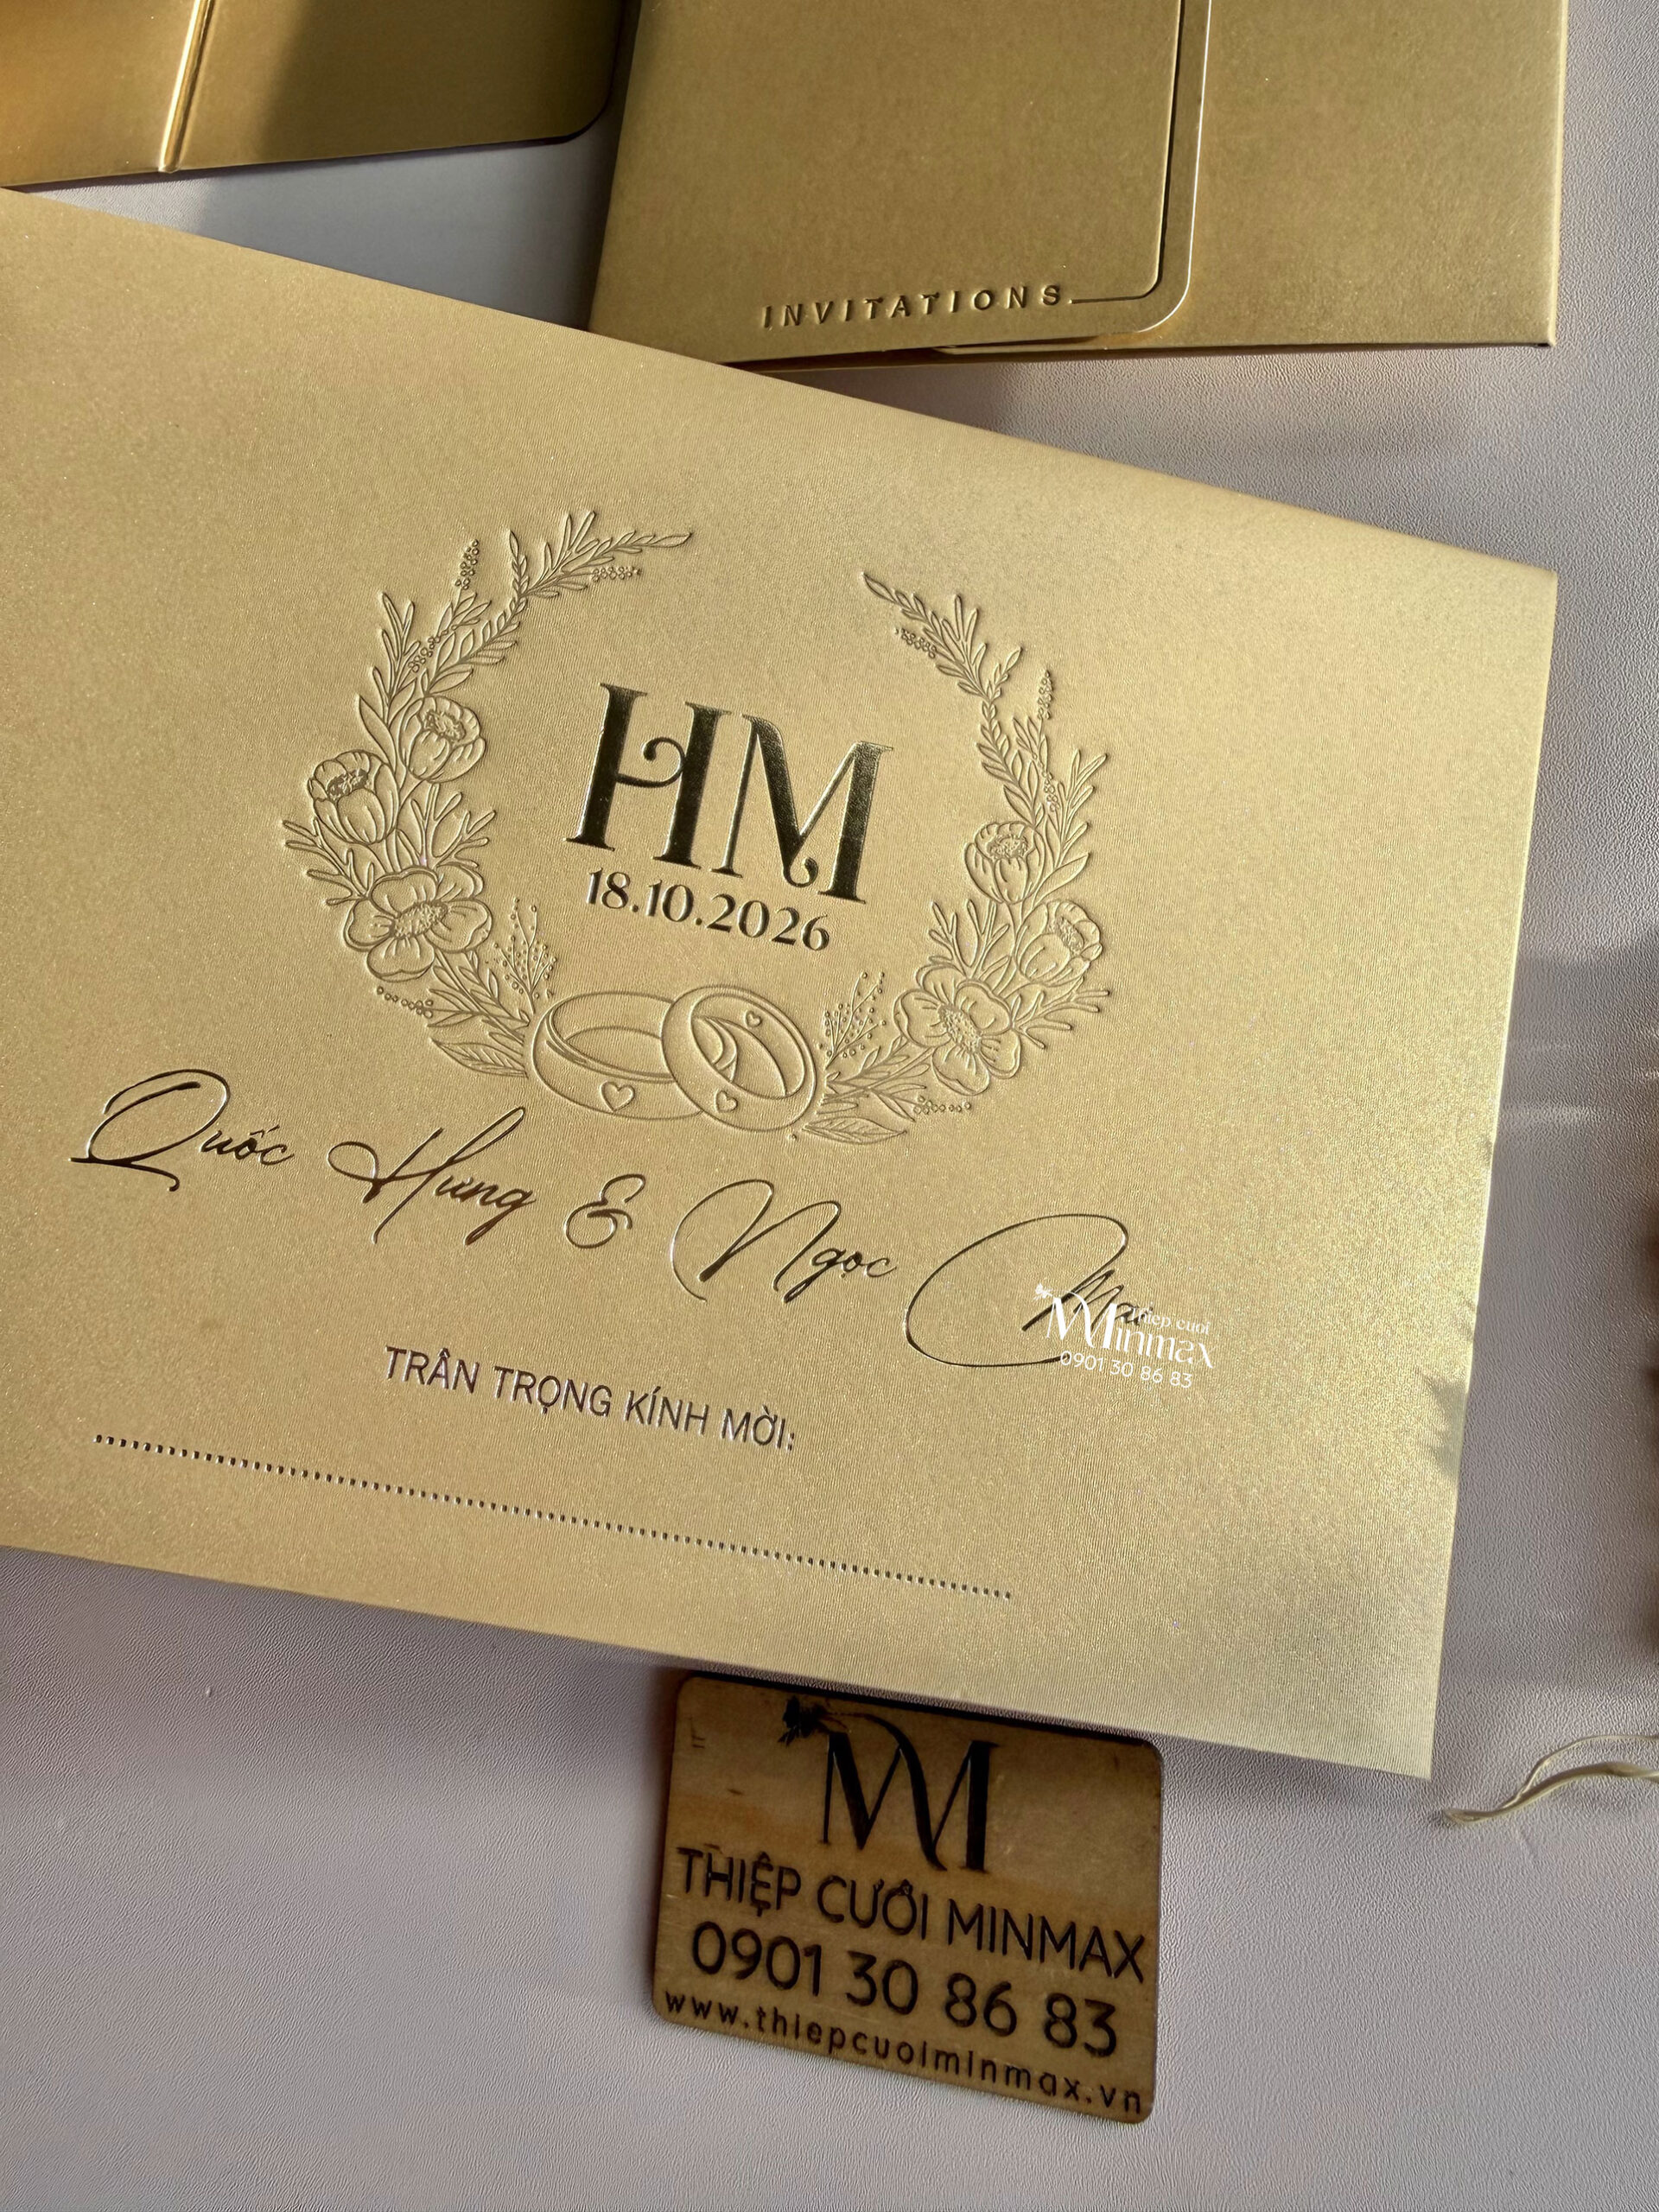 INVITATIONS
HM
18.10.2026
Quốc Hưng & Ngọc Mai
Thiệp cưới
Minmax
0901 30 86 83
TRÂN TRỌNG KÍNH MỜI:
M
THIỆP CƯỚI MINMAX
0901 30 86 83
www.thiepcuoiminmax.vn